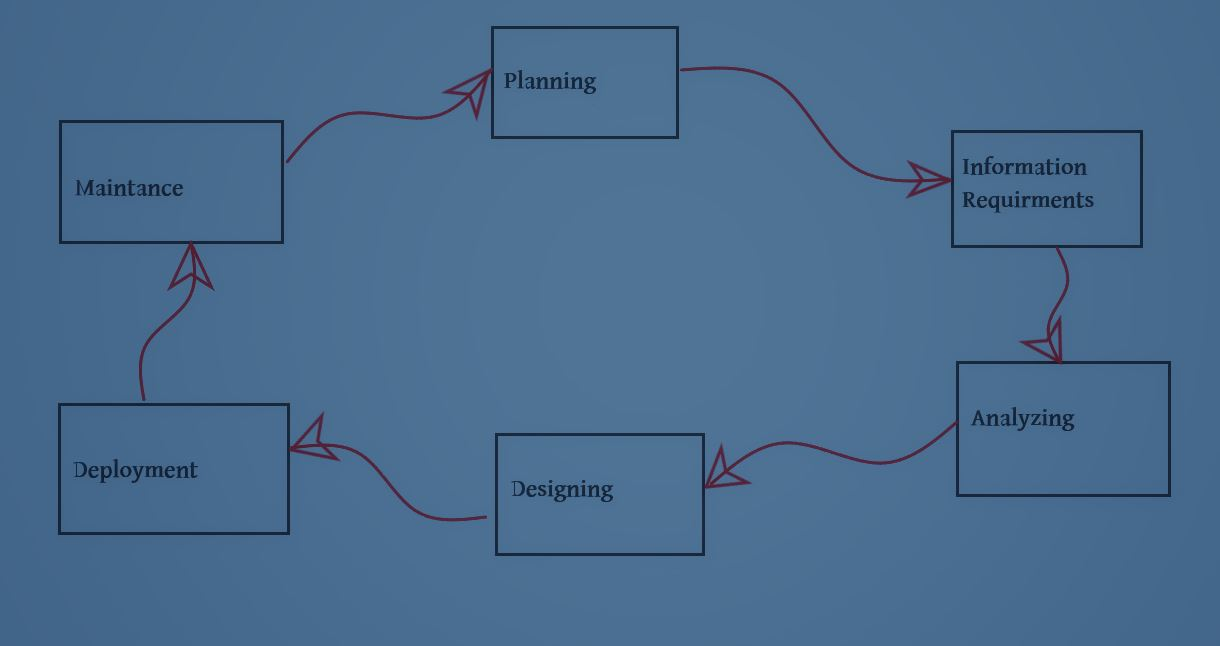 Planning
Information
Requirments
Analyzing
Designing
Deployment
Maintance